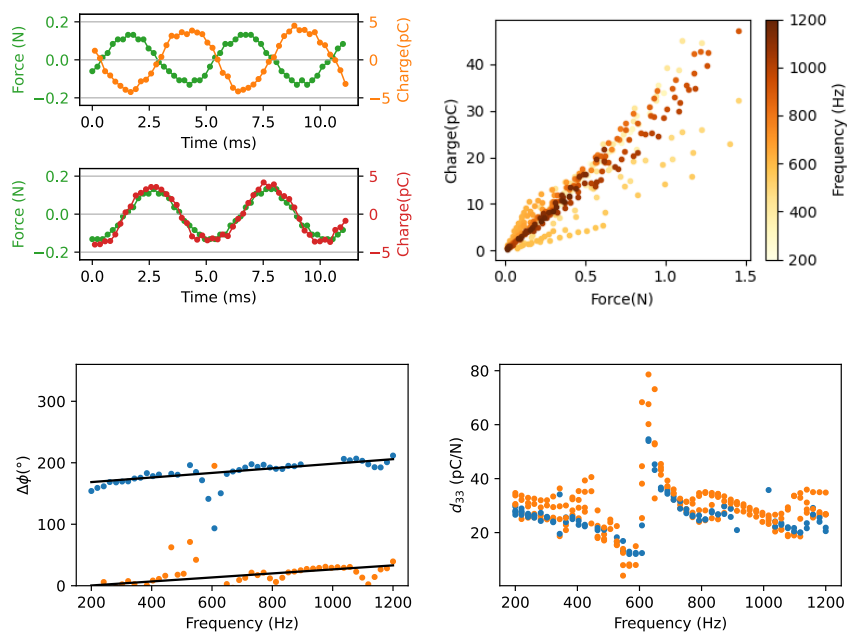 0.2
0.0
−0.2
Force (N)
5
0
−5
Charge(pC)
0.0 2.5 5.0 7.5 10.0
Time (ms)
0.2
0.0
−0.2
Force (N)
5
0
−5
Charge(pC)
0.0 2.5 5.0 7.5 10.0
Time (ms)
40
30
20
10
0
Charge(pC)
0.0 0.5 1.0 1.5
Force(N)
1200
1000
800
600
400
200
Frequency (Hz)
300
200
100
0
Δϕ(°)
200 400 600 800 1000 1200
Frequency (Hz)
80
60
40
20
d33 (pC/N)
200 400 600 800 1000 1200
Frequency (Hz)